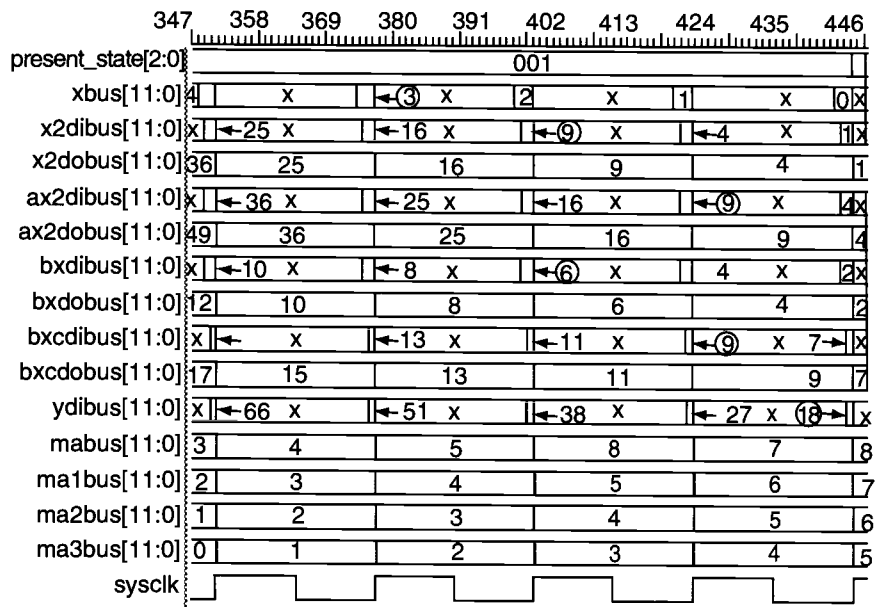 347 358 369 380 391 402 413 424 435 446
present_state[2:0] 001
xbus[11:0] 4 x 3 x 2 x 1 x 0 x
x2dibus[11:0] x 25 x 16 x 9 x 4 x 1 x
x2dobus[11:0] 36 25 16 9 4 1
ax2dibus[11:0] x 36 x 25 x 16 x 9 x 4 x
ax2dobus[11:0] 49 36 25 16 9 4
bxdibus[11:0] x 10 x 8 x 6 x 4 x 2 x
bxdobus[11:0] 12 10 8 6 4 2
bxcdibus[11:0] x x 13 x 11 x 9 x 7 x
bxcdobus[11:0] 17 15 13 11 9 7
ydibus[11:0] x 66 x 51 x 38 x 27 x 18 x
mabus[11:0] 3 4 5 8 7 8
ma1bus[11:0] 2 3 4 5 6 7
ma2bus[11:0] 1 2 3 4 5 6
ma3bus[11:0] 0 1 2 3 4 5
sysclk